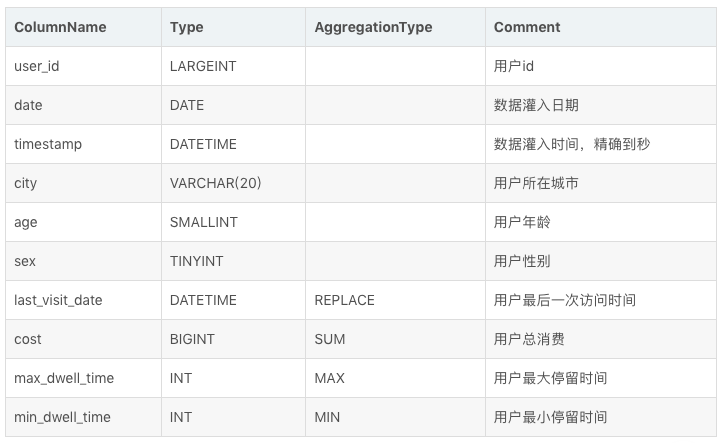 ColumnName Type AggregationType Comment
user_id LARGEINT 用户id
date DATE 数据灌入日期
timestamp DATETIME 数据灌入时间，精确到秒
city VARCHAR(20) 用户所在城市
age SMALLINT 用户年龄
sex TINYINT 用户性别
last_visit_date DATETIME REPLACE 用户最后一次访问时间
cost BIGINT SUM 用户总消费
max_dwell_time INT MAX 用户最大停留时间
min_dwell_time INT MIN 用户最小停留时间